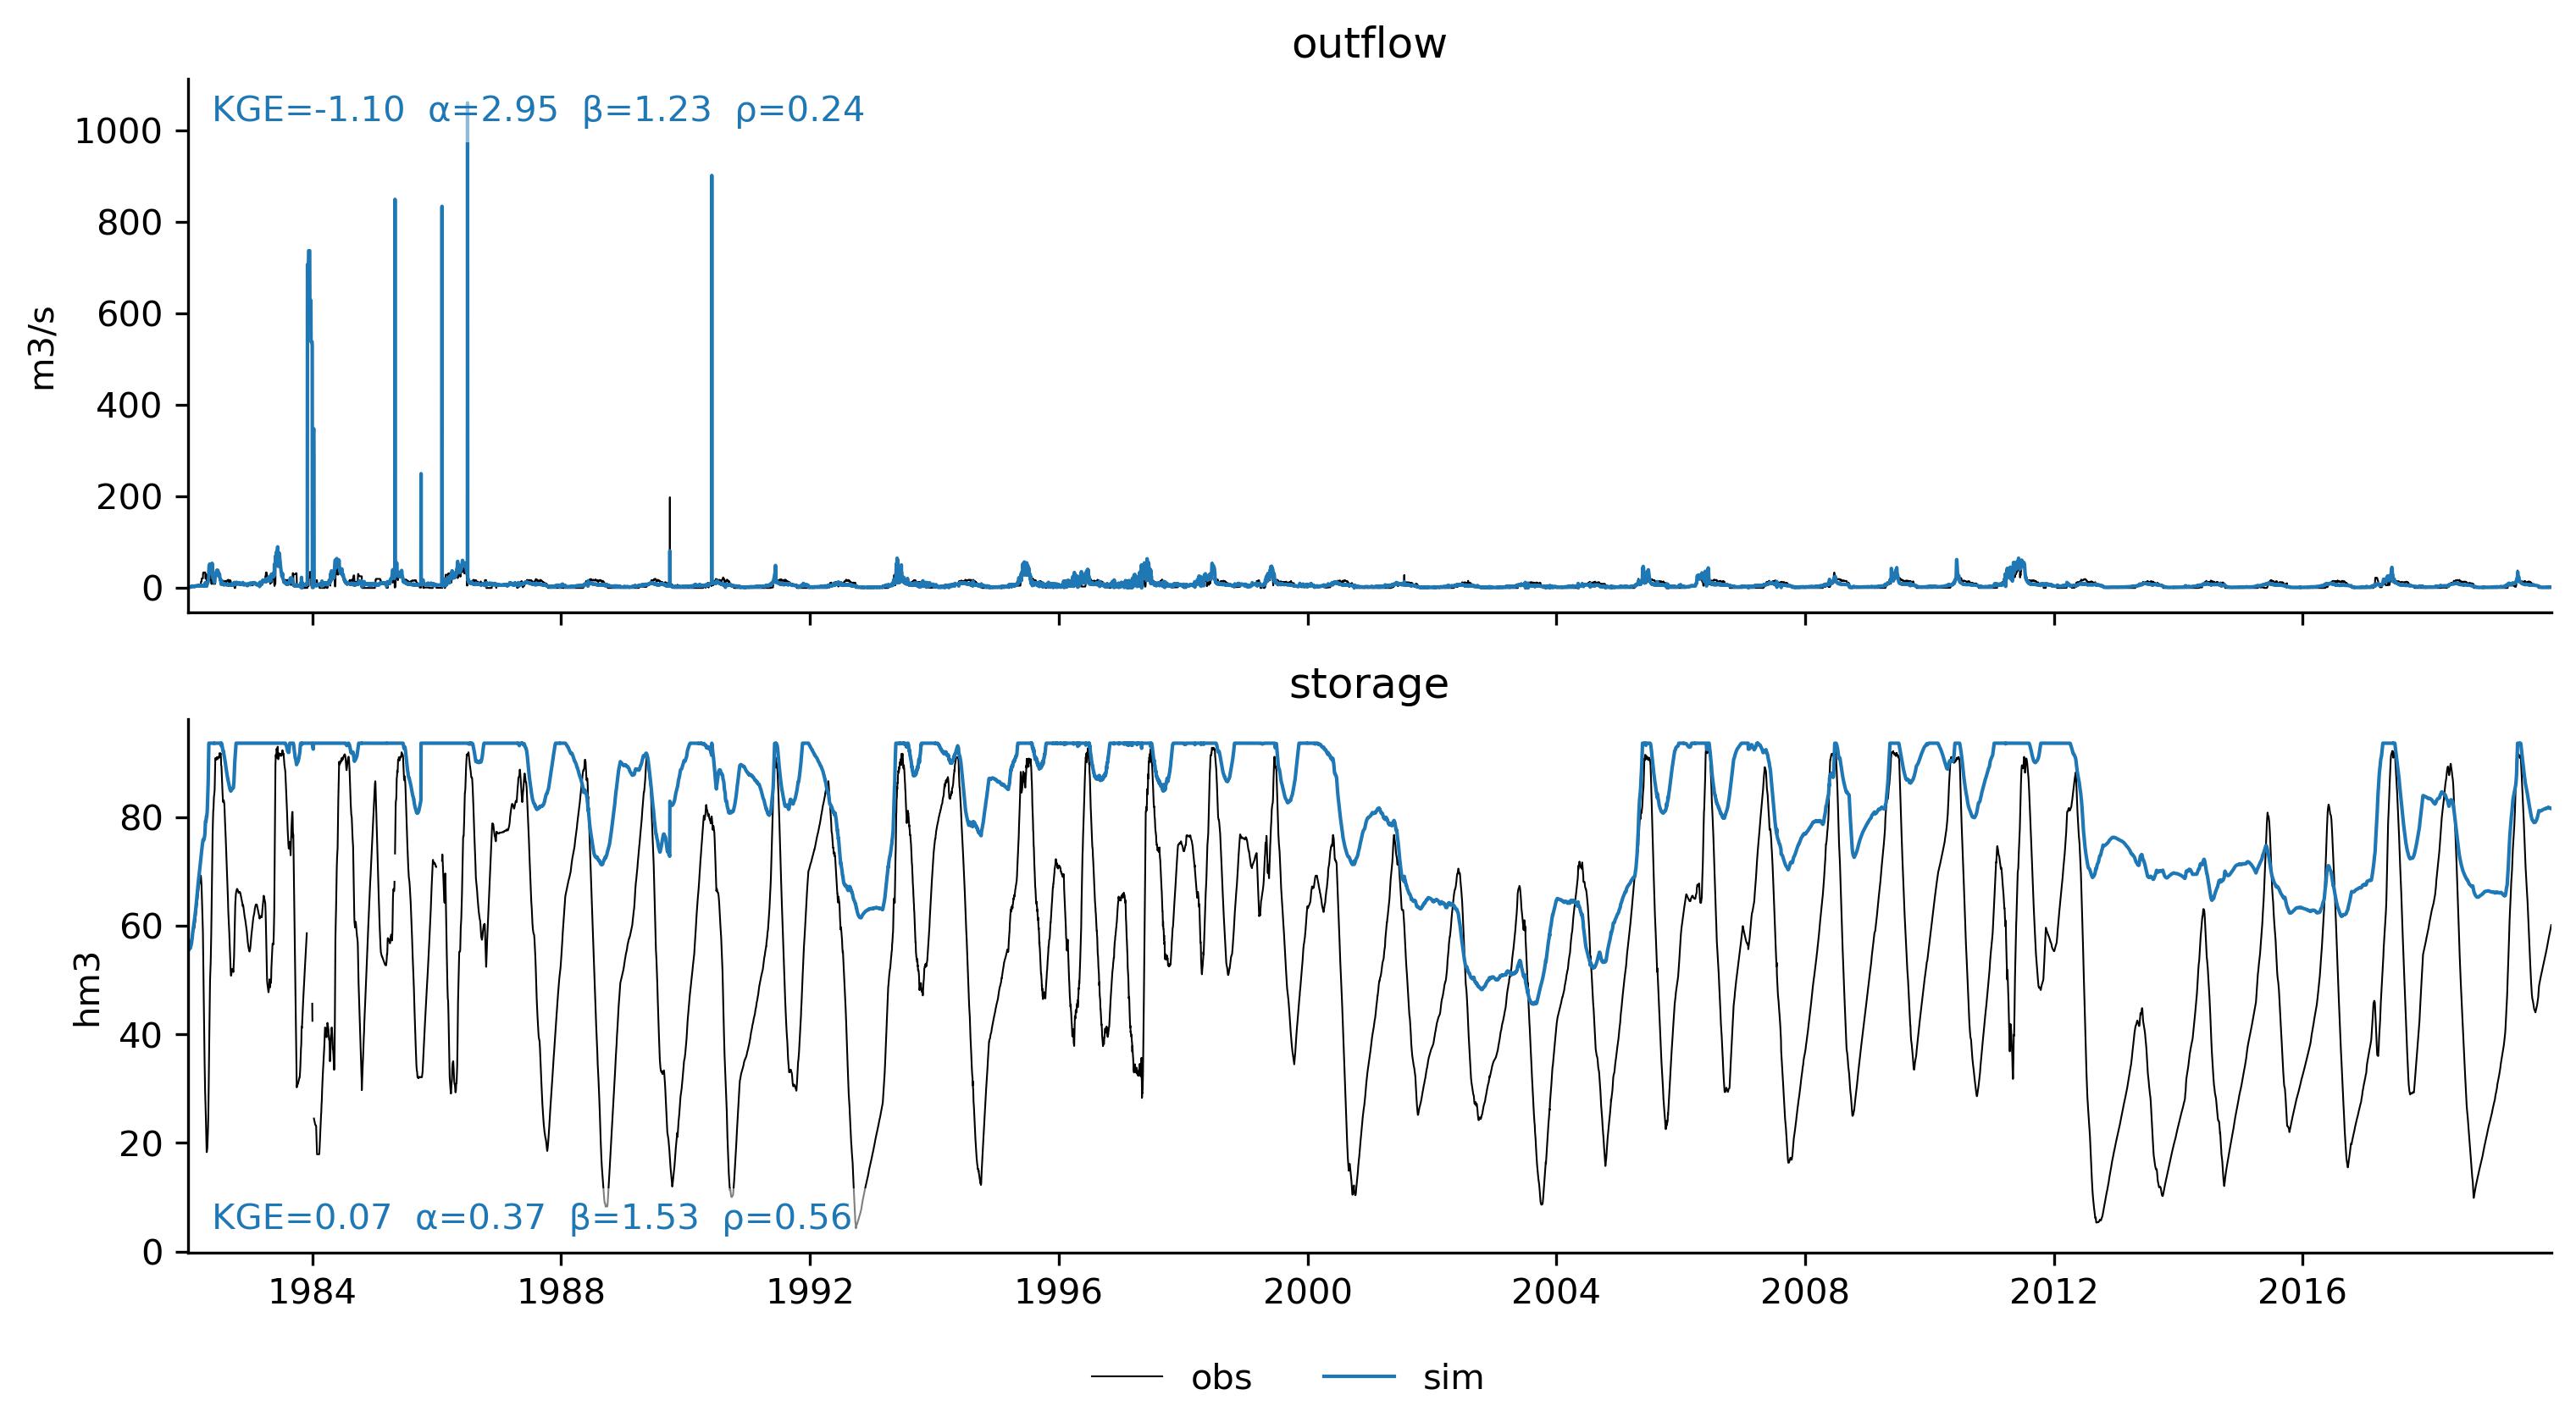 outflow
KGE=-1.10 α=2.95 β=1.23 ρ=0.24
1000
800
600
400
200
0
m3/s
storage
80
60
40
20
0
hm3
KGE=0.07 α=0.37 β=1.53 ρ=0.56
1984 1988 1992 1996 2000 2004 2008 2012 2016
obs sim